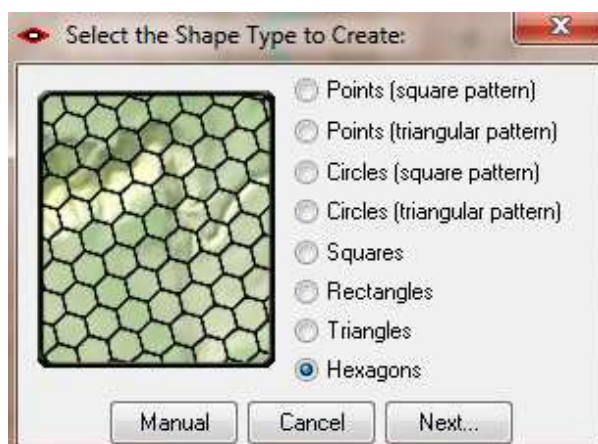 Select the Shape Type to Create:
Points (square pattern)
Points (triangular pattern)
Circles (square pattern)
Circles (triangular pattern)
Squares
Rectangles
Triangles
Hexagons
Manual Cancel Next...